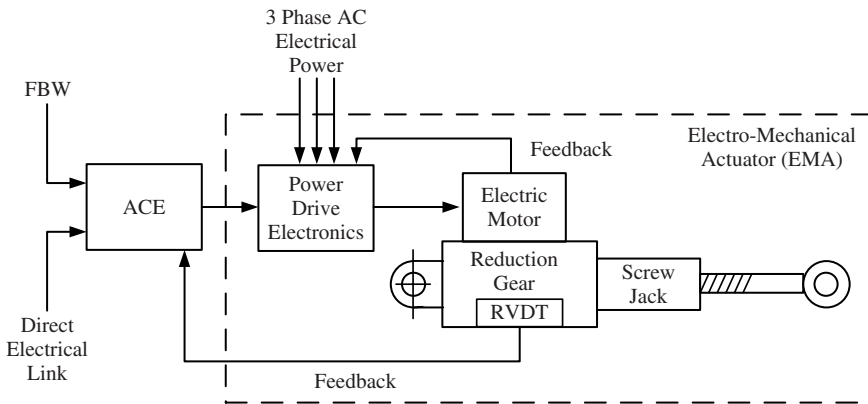 3 Phase AC
Electrical
Power
FBW
Feedback
Electro-Mechanical
Actuator (EMA)
ACE
Power
Drive
Electronics
Electric
Motor
Reduction
Gear
RVDT
Screw
Jack
Direct
Electrical
Link
Feedback